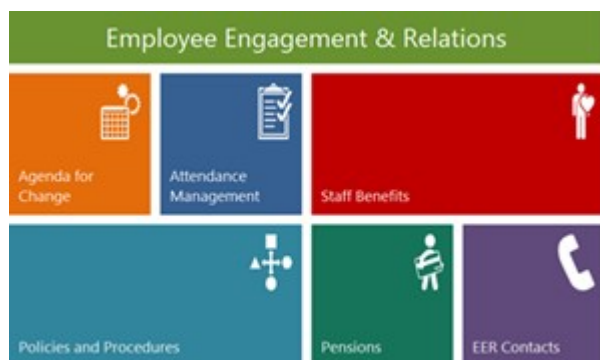 Employee Engagement & Relations
Agenda for
Change
Attendance
Management
Staff Benefits
Policies and Procedures
Pensions
EER Contacts